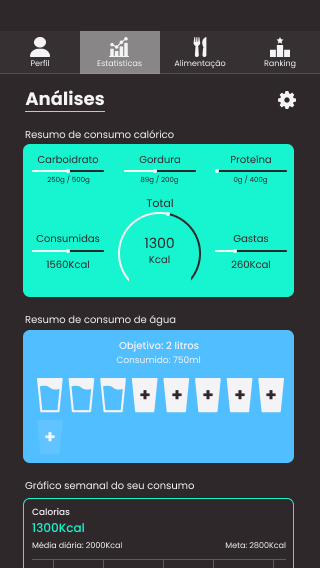 Perfil Estatísticas Alimentação Ranking
Análises
Resumo de consumo calórico
Carboidrato Gordura Proteína
250g / 500g 89g / 200g 0g / 400g
Total
Consumidas 1300 Gastas
1560Kcal Kcal 260Kcal
Resumo de consumo de água
Objetivo: 2 litros
Consumido: 750ml
Gráfico semanal do seu consumo
Calorias
1300Kcal
Média diária: 2000Kcal Meta: 2800Kcal